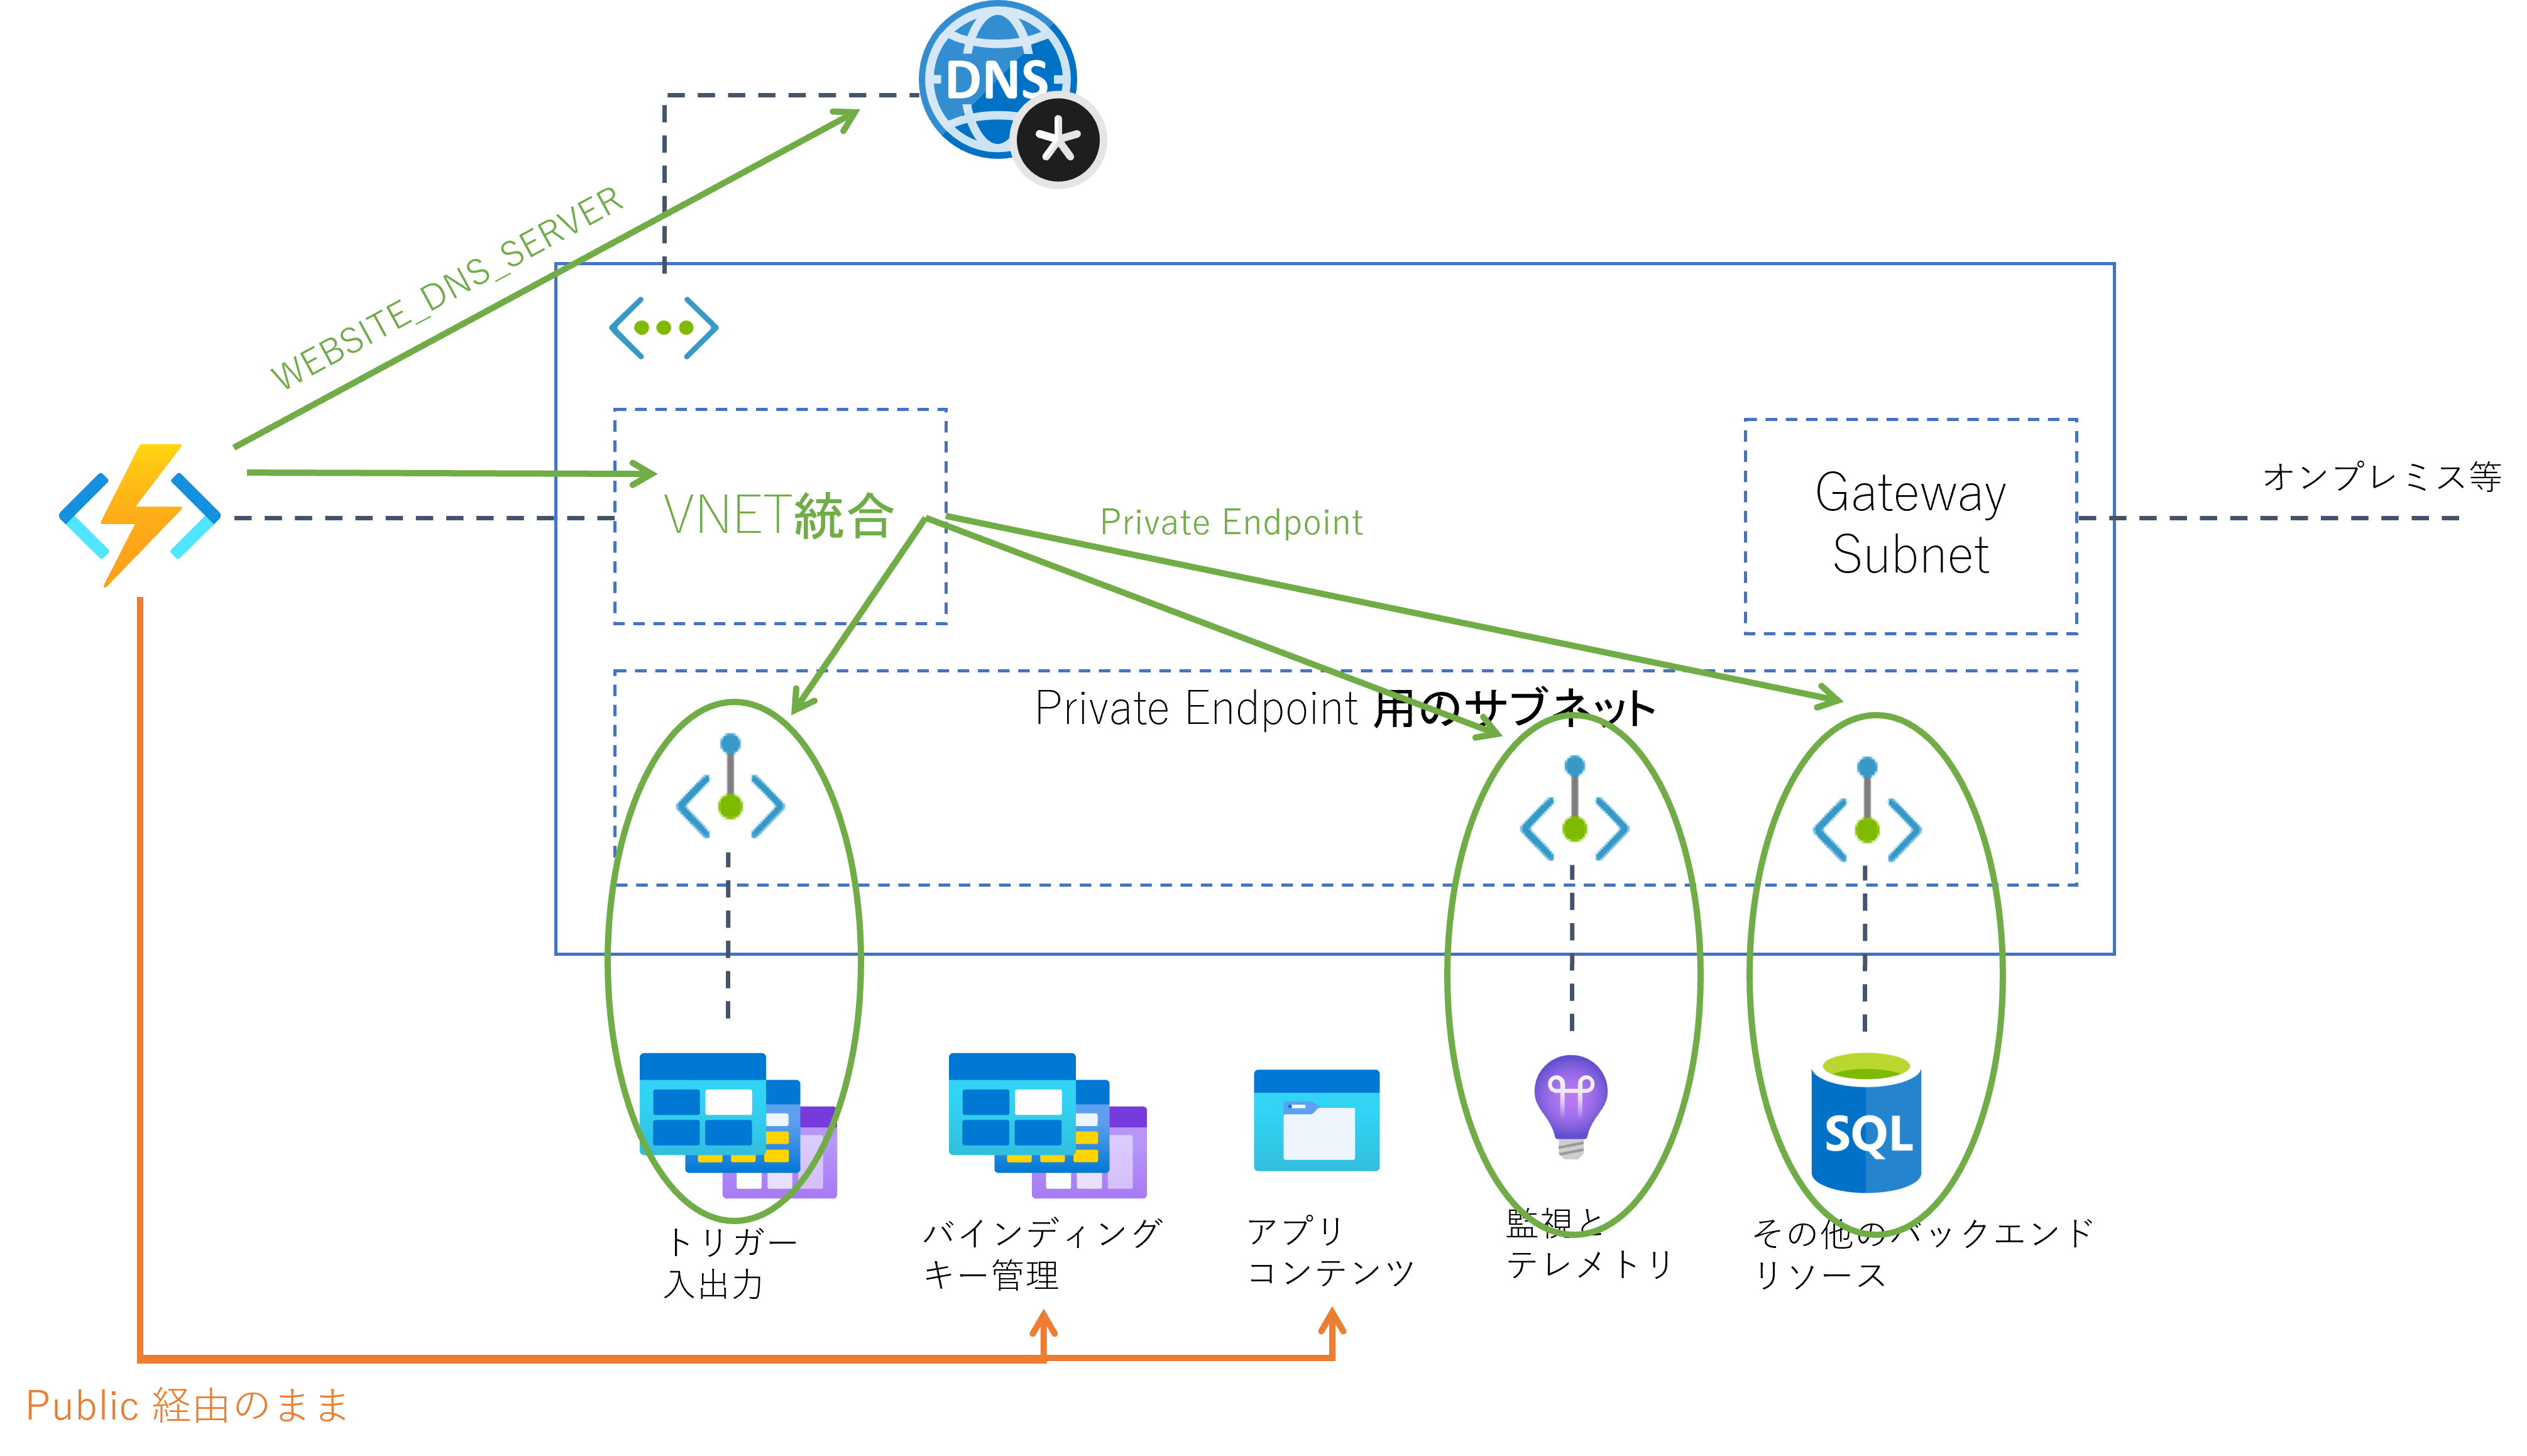 DNS
WEBSITE_DNS_SERVER
VNET統合
Private Endpoint
Gateway
Subnet
オンプレミス等
Private Endpoint 用のサブネット
SQL
トリガー
入出力
バインディング
キー管理
アプリ
コンテンツ
監視と
テレメトリ
その他のバックエンド
リソース
Public 経由のまま